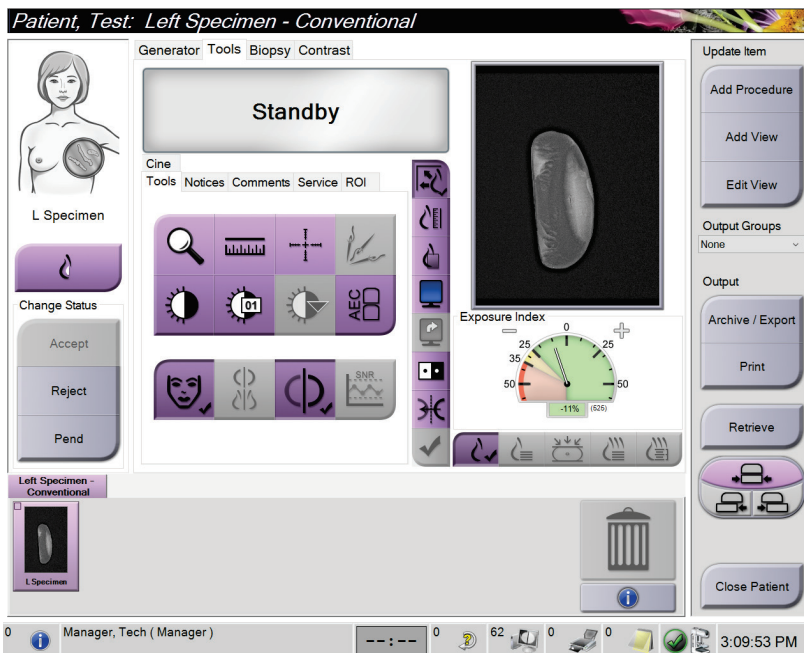 Patient, Test: Left Specimen - Conventional
Generator Tools Biopsy Contrast
Standby
Cine
Tools Notices Comments Service ROI
01
AEC
SNR
L Specimen
Change Status
Accept
Reject
Pend
Exposure Index
0
25 25
35
50 50
-11% (525)
Update Item
Add Procedure
Add View
Edit View
Output Groups
None
Output
Archive / Export
Print
Retrieve
Close Patient
Left Specimen -
Conventional
L Specimen
0 Manager, Tech ( Manager ) --:-- 0 62 0 0 3:09:53 PM